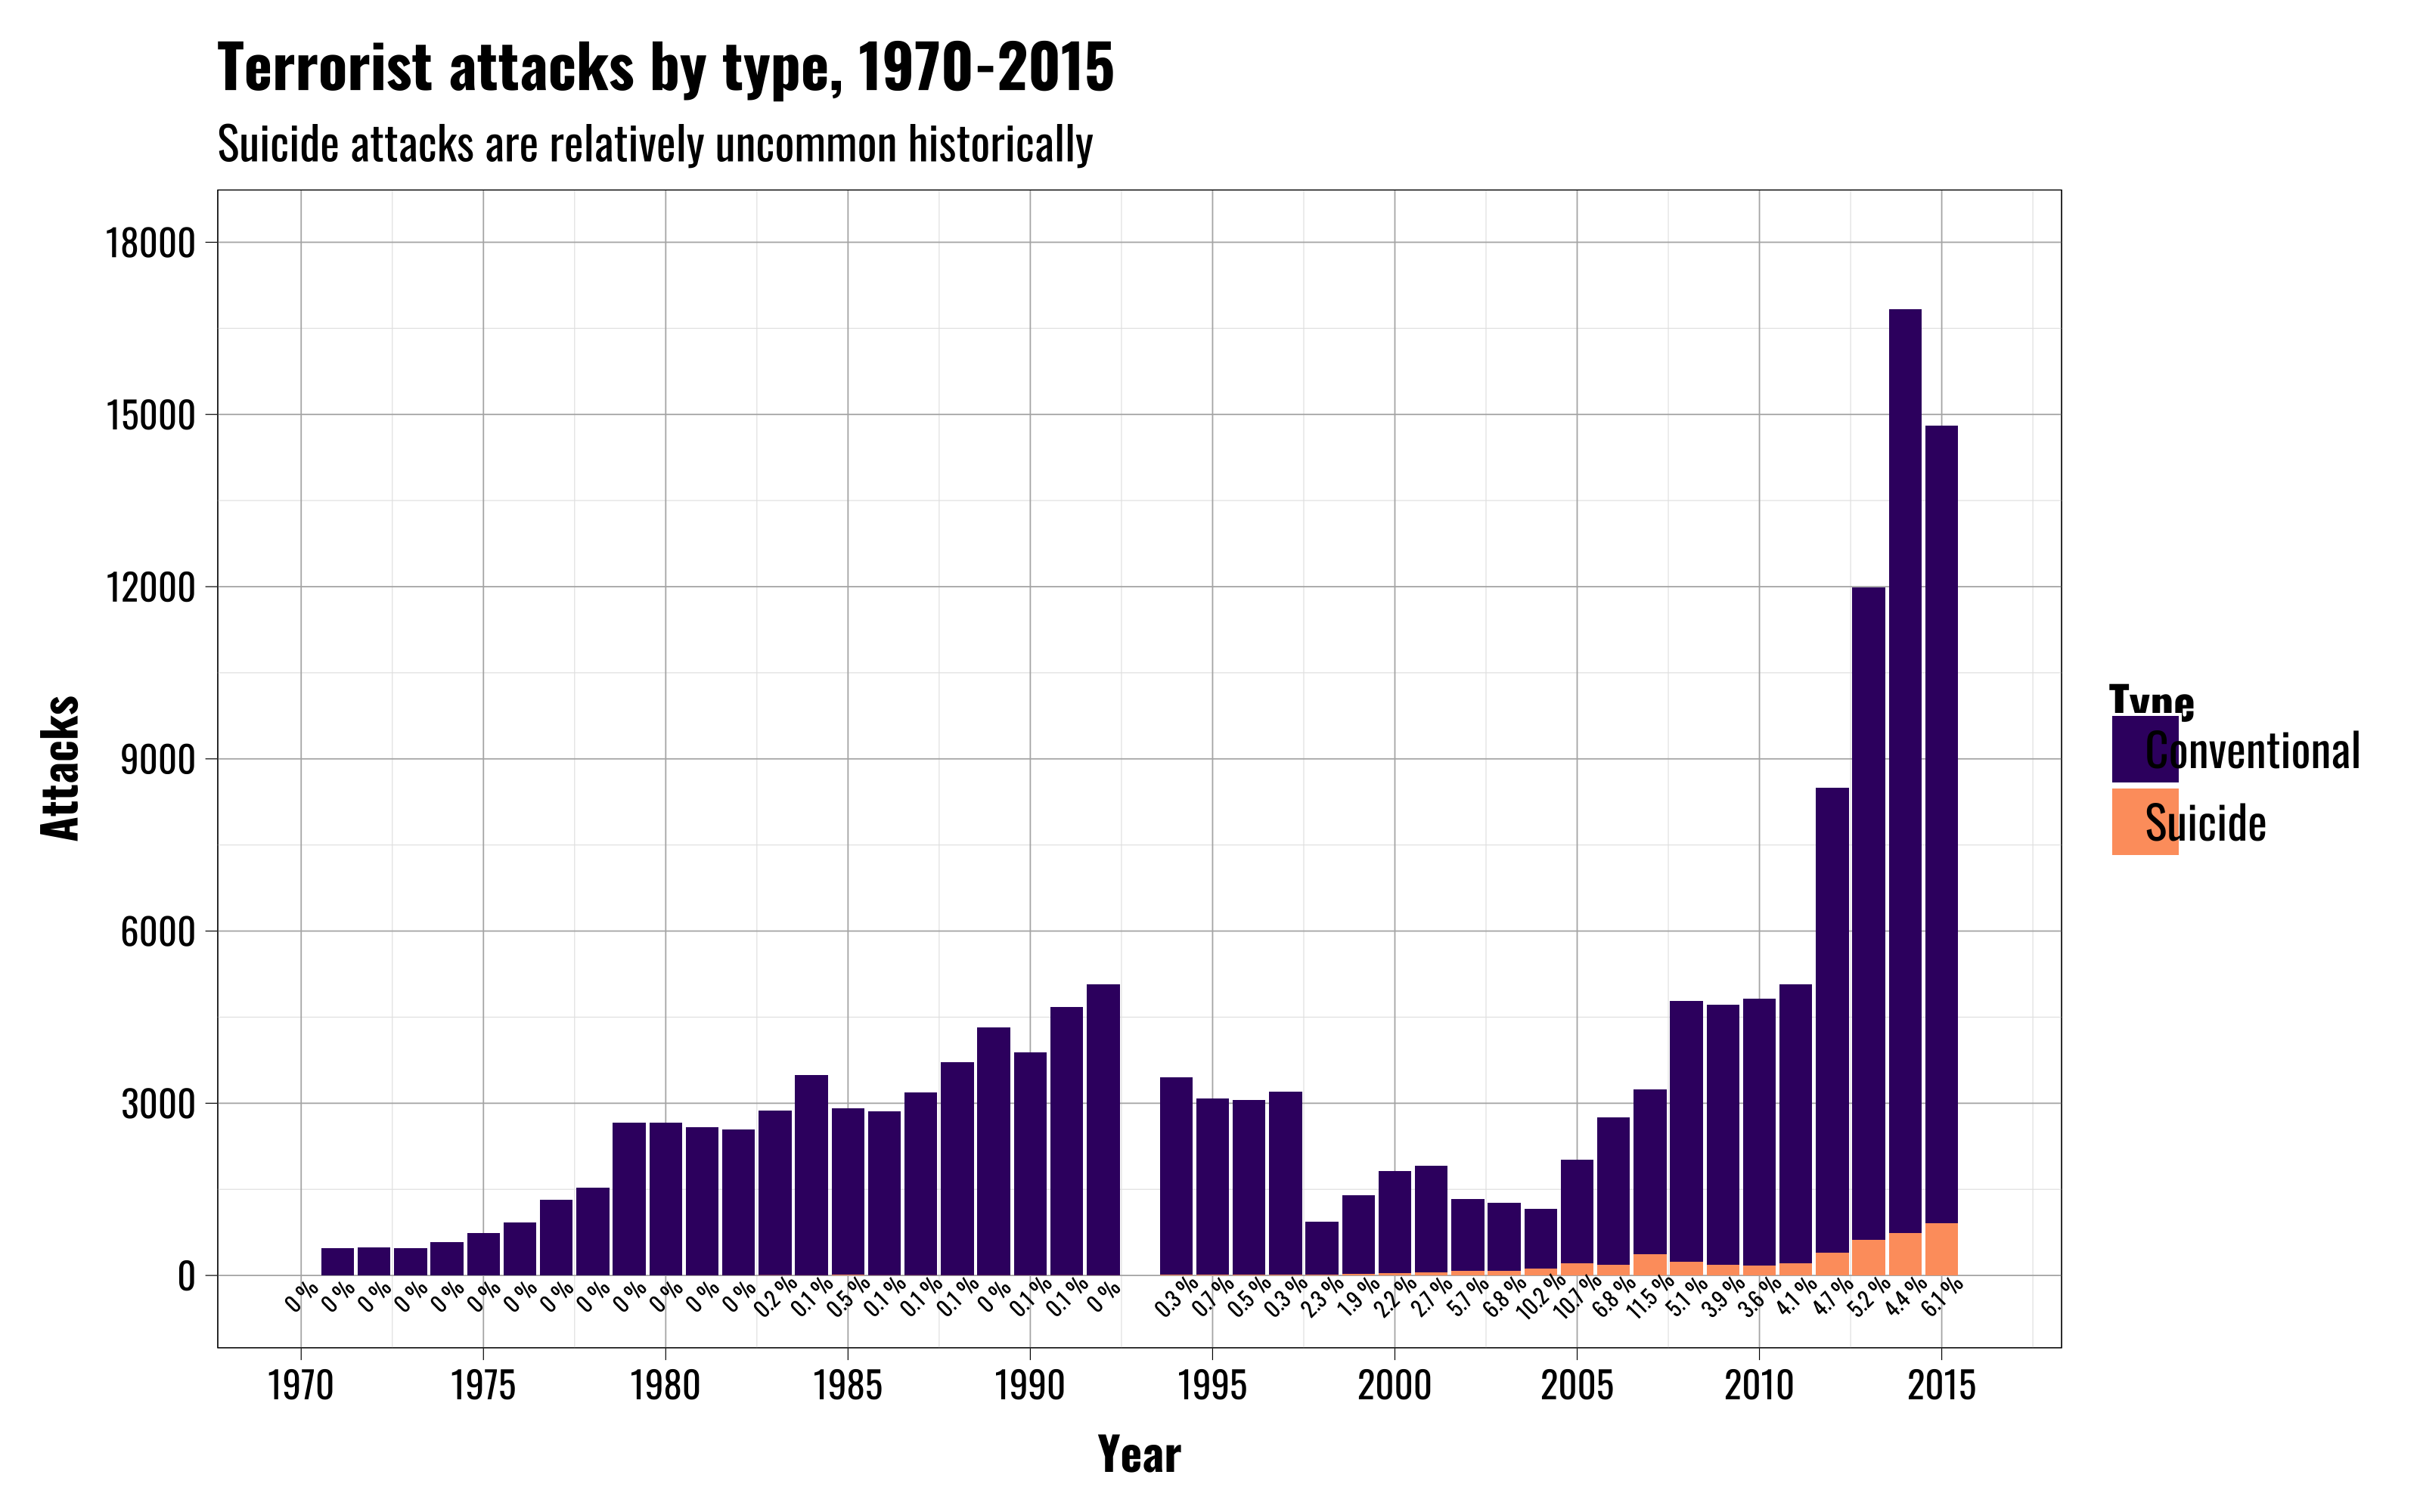 Terrorist attacks by type, 1970-2015
Suicide attacks are relatively uncommon historically
18000
15000
12000
9000
6000
3000
0
Attacks
0 % 0 % 0 % 0 % 0 % 0 % 0 % 0 % 0 % 0 % 0 % 0 % 0 % 0.2 % 0.1 % 0.5 % 0.1 % 0.1 % 0.1 % 0 % 0.1 % 0.1 % 0 % 0.3 % 0.7 % 0.5 % 0.3 % 2.3 % 1.9 % 2.2 % 2.7 % 5.7 % 6.8 % 10.2 % 10.7 % 6.8 % 11.5 % 5.1 % 3.9 % 3.6 % 4.1 % 4.7 % 5.2 % 4.4 % 6.1 %
1970 1975 1980 1985 1990 1995 2000 2005 2010 2015
Year
Type
Conventional
Suicide